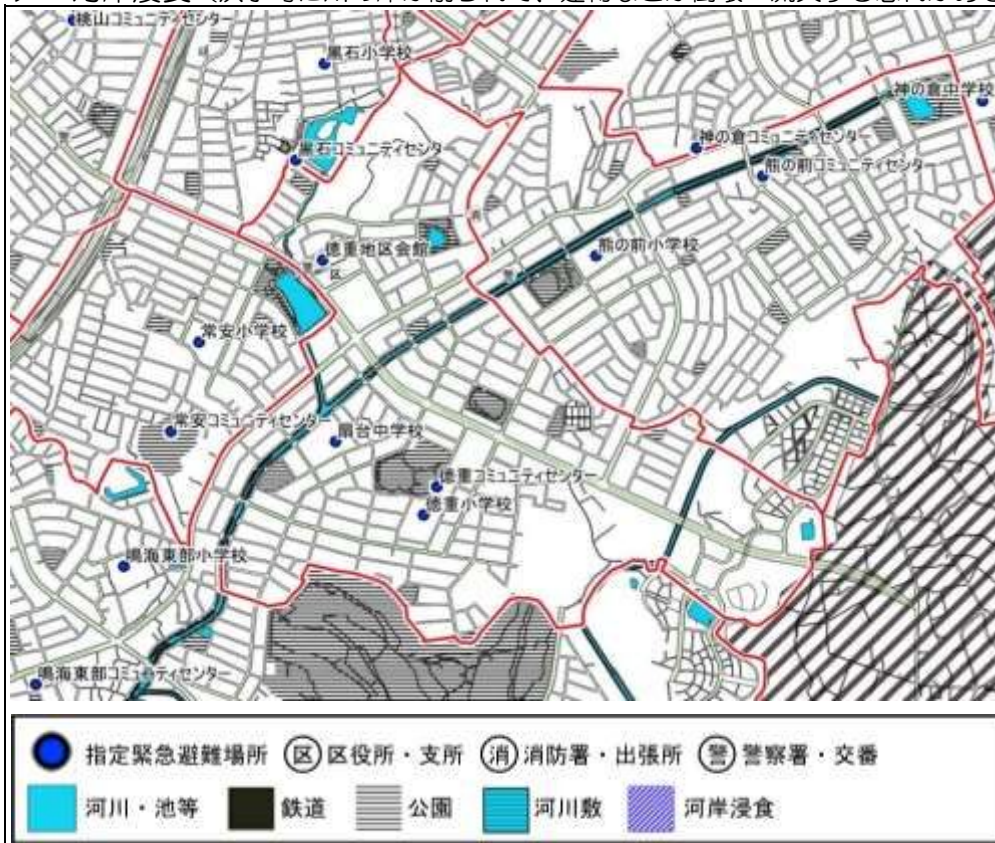 桃山コミュニティセンター
黒石小学校
神の倉中学校
黒石コミュニティセンター
神の倉コミュニティセンター
熊の前コミュニティセンター
徳重地区会館
区
熊の前小学校
常安小学校
常安コミュニティセンター
扇台中学校
徳重コミュニティセンター
徳重小学校
鳴海東部小学校
鳴海東部コミュニティセンター
指定緊急避難場所 区 区役所・支所 消 消防署・出張所 警 警察署・交番
河川・池等 鉄道 公園 河川敷 河岸浸食